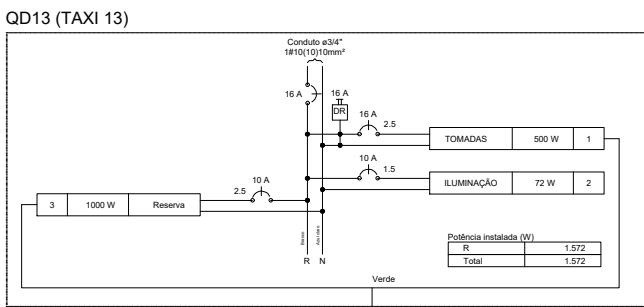 QD13 (TAXI 13)
Conduto ø3/4"
1#10(10)10mm²
16 A
16 A
DR
16 A
2.5
TOMADAS 500 W 1
10 A
1.5
ILUMINAÇÃO 72 W 2
10 A
2.5
3 1000 W Reserva
Branco
Azul claro
R N
Potência instalada (W)
R 1.572
Total 1.572
Verde